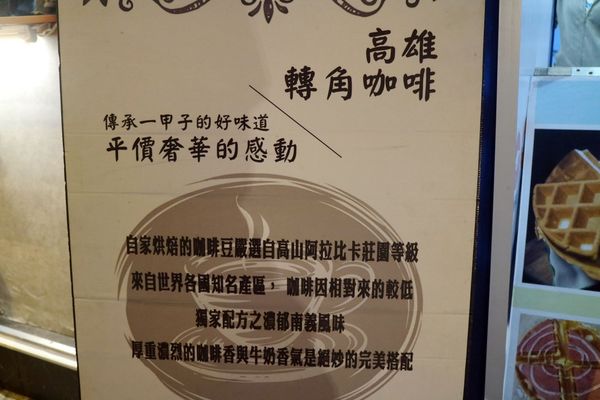 高雄
轉角咖啡
傳承一甲子的好味道
平價奢華的感動
自家烘焙的咖啡豆嚴選自高山阿拉比卡莊園等級
來自世界各國知名產區，咖啡因相對來的較低
獨家配方之濃郁南義風味
厚重濃烈的咖啡香與牛奶香氣是絕妙的完美搭配